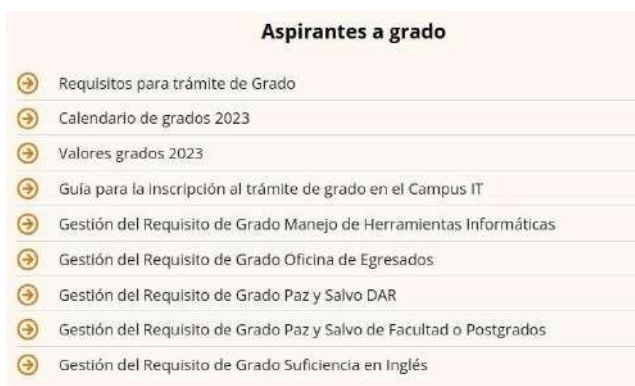 Aspirantes a grado
Requisitos para trámite de Grado
Calendario de grados 2023
Valores grados 2023
Guía para la inscripción al trámite de grado en el Campus IT
Gestión del Requisito de Grado Manejo de Herramientas Informáticas
Gestión del Requisito de Grado Oficina de Egresados
Gestión del Requisito de Grado Paz y Salvo DAR
Gestión del Requisito de Grado Paz y Salvo de Facultad o Postgrados
Gestión del Requisito de Grado Suficiencia en Inglés